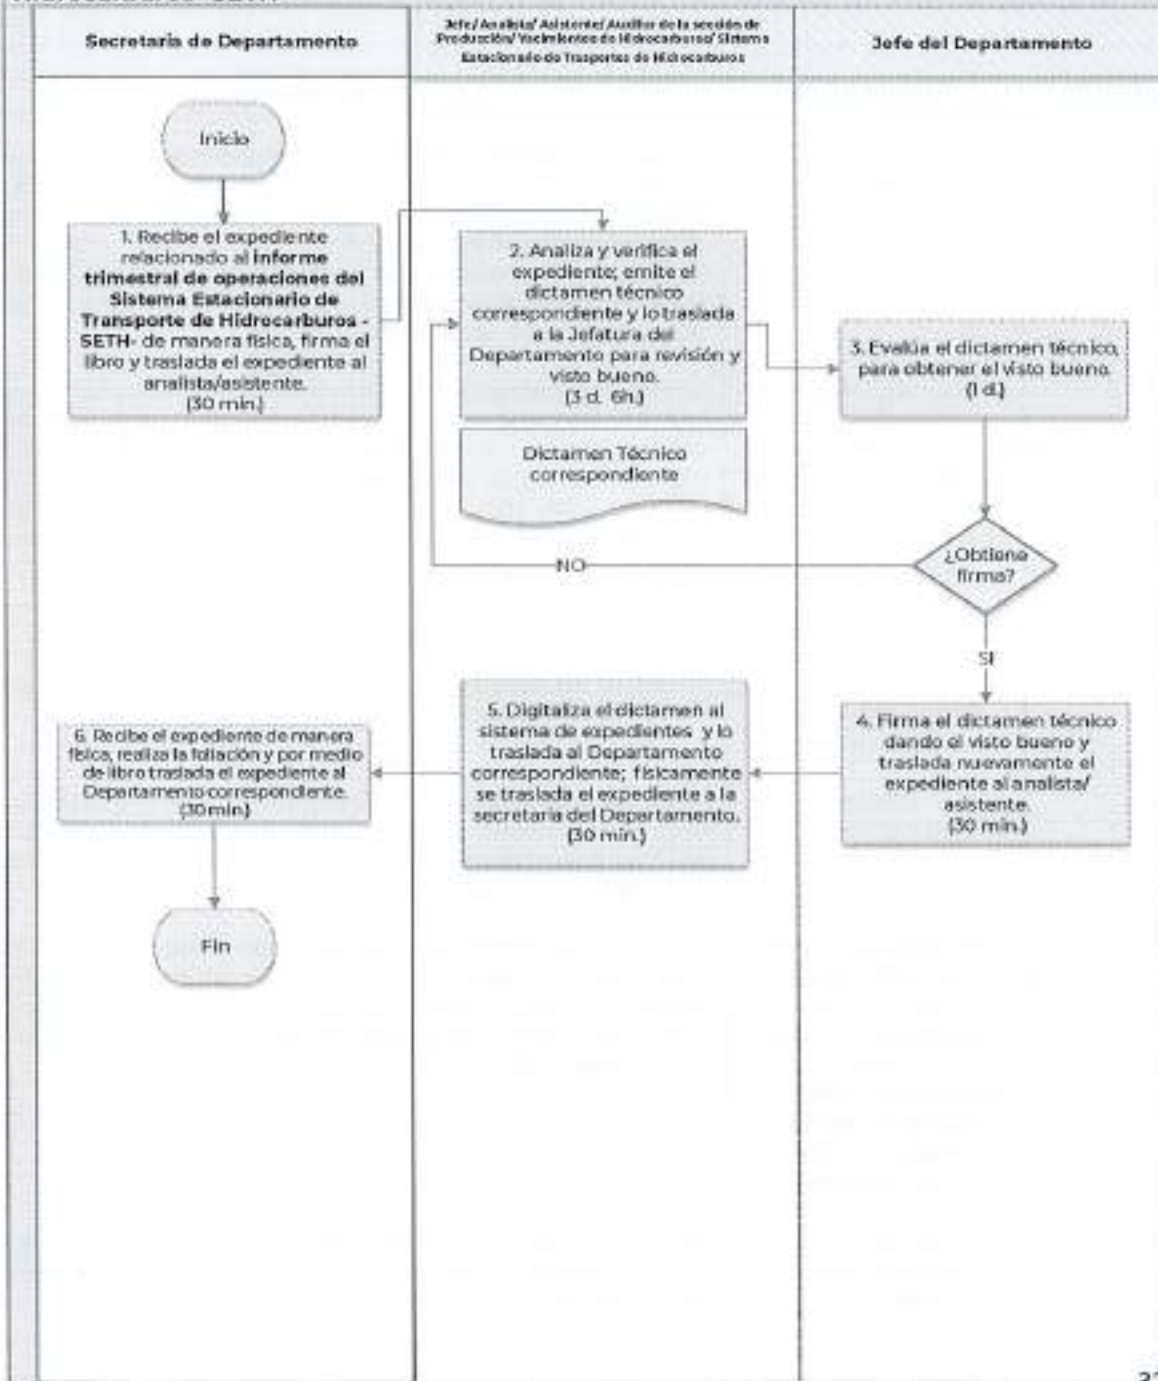 Secretaria de Departamento
Jefe/ Analista/ Asistente/ Auxiliar de la sección de
Producción/ Yacimientos de Hidrocarburos/ Sistema
Estacionario de Trasportes de Hidrocarburos
Jefe del Departamento
Inicio
1. Recibe el expediente
relacionado al informe
trimestral de operaciones del
Sistema Estacionario de
Transporte de Hidrocarburos -
SETH- de manera física, firma el
libro y traslada el expediente al
analista/asistente.
(30 min.)
2. Analiza y verifica el
expediente; emite el
dictamen técnico
correspondiente y lo traslada
a la Jefatura del
Departamento para revisión y
visto bueno.
(3 d. 6h.)
Dictamen Técnico
correspondiente
3. Evalúa el dictamen técnico,
para obtener el visto bueno.
(1 d.)
¿Obtiene
firma?
NO
SI
4. Firma el dictamen técnico
dando el visto bueno y
traslada nuevamente el
expediente al analista/
asistente.
(30 min.)
5. Digitaliza el dictamen al
sistema de expedientes y lo
traslada al Departamento
correspondiente; físicamente
se traslada el expediente a la
secretaria del Departamento.
(30 min.)
6. Recibe el expediente de manera
física, realiza la foliación y por medio
de libro traslada el expediente al
Departamento correspondiente.
(30min.)
Fin